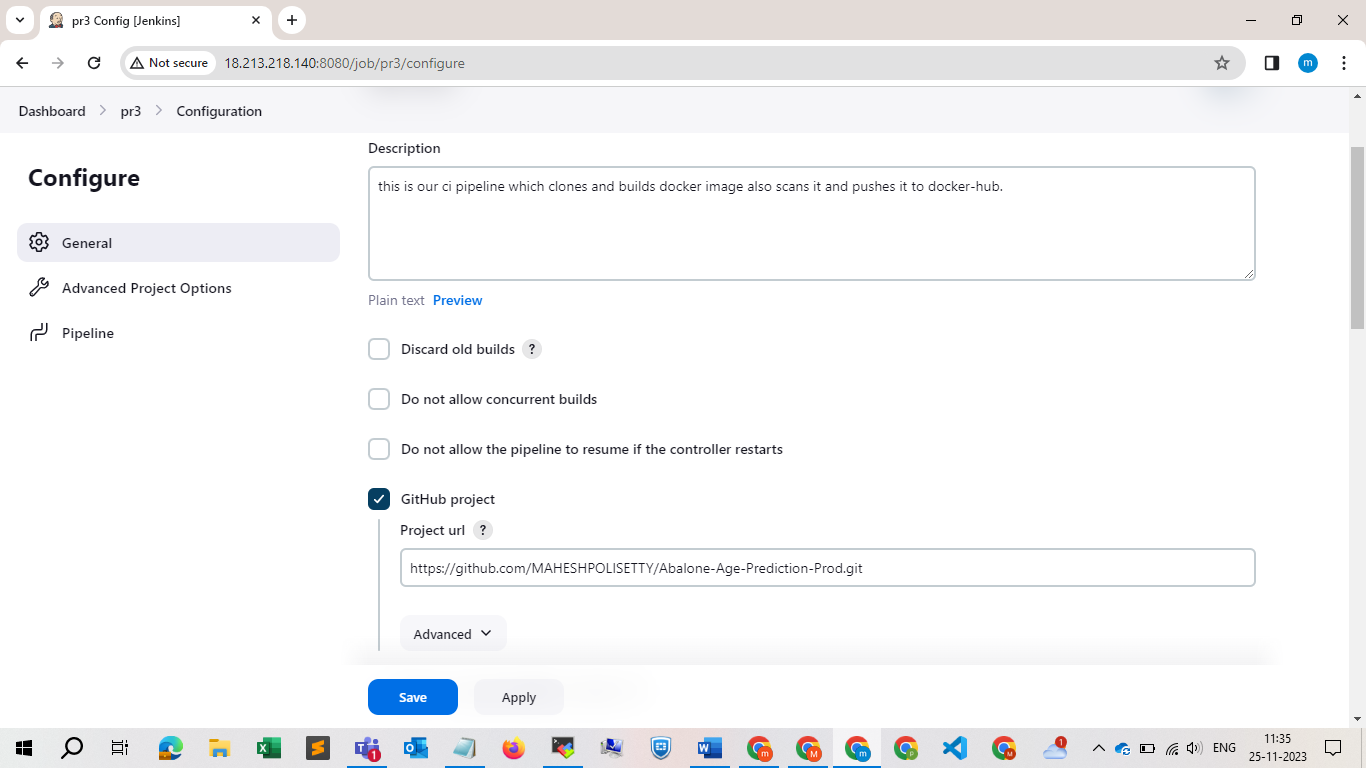 pr3 Config [Jenkins]
Not secure 18.213.218.140:8080/job/pr3/configure
m
Dashboard pr3 Configuration
Configure
General
Advanced Project Options
Pipeline
Description
this is our ci pipeline which clones and builds docker image also scans it and pushes it to docker-hub.
Plain text Preview
Discard old builds ?
Do not allow concurrent builds
Do not allow the pipeline to resume if the controller restarts
GitHub project
Project url ?
https://github.com/MAHESHPOLISETTY/Abalone-Age-Prediction-Prod.git
Advanced
Save Apply
ENG
11:35
25-11-2023